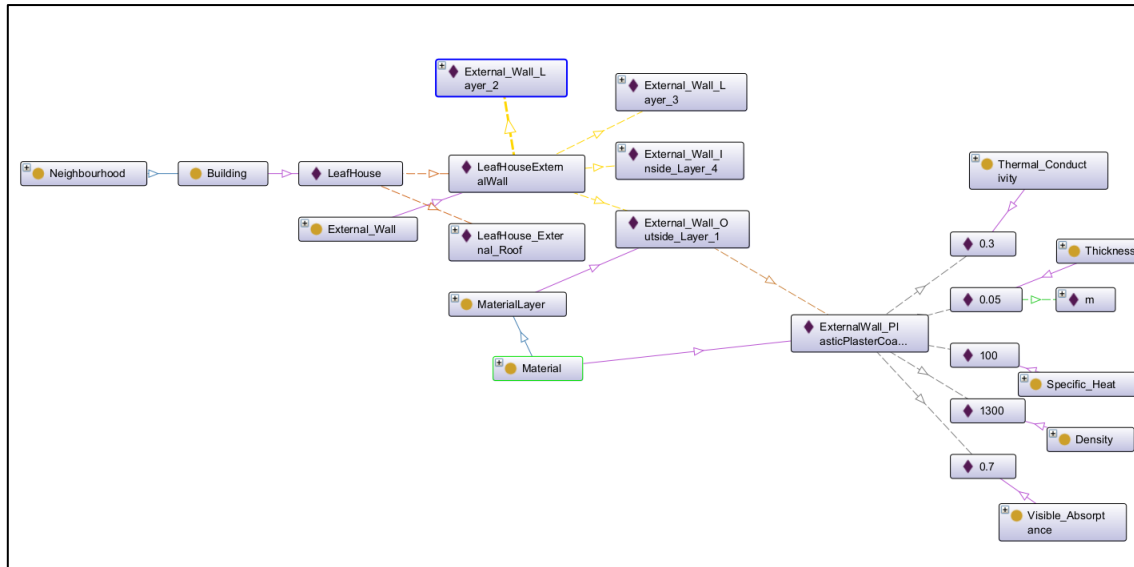 External_Wall_L
ayer_2
External_Wall_L
ayer_3
Neighbourhood
Building
LeafHouse
LeafHouseExtern
alWall
External_Wall_I
nside_Layer_4
Thermal_Conduct
ivity
External_Wall
LeafHouse_Exter
nal_Roof
External_Wall_O
utside_Layer_1
0.3
Thickness
MaterialLayer
0.05
m
ExternalWall_Pl
asticPlasterCoa...
Material
100
Specific_Heat
1300
Density
0.7
Visible_Absorpt
ance